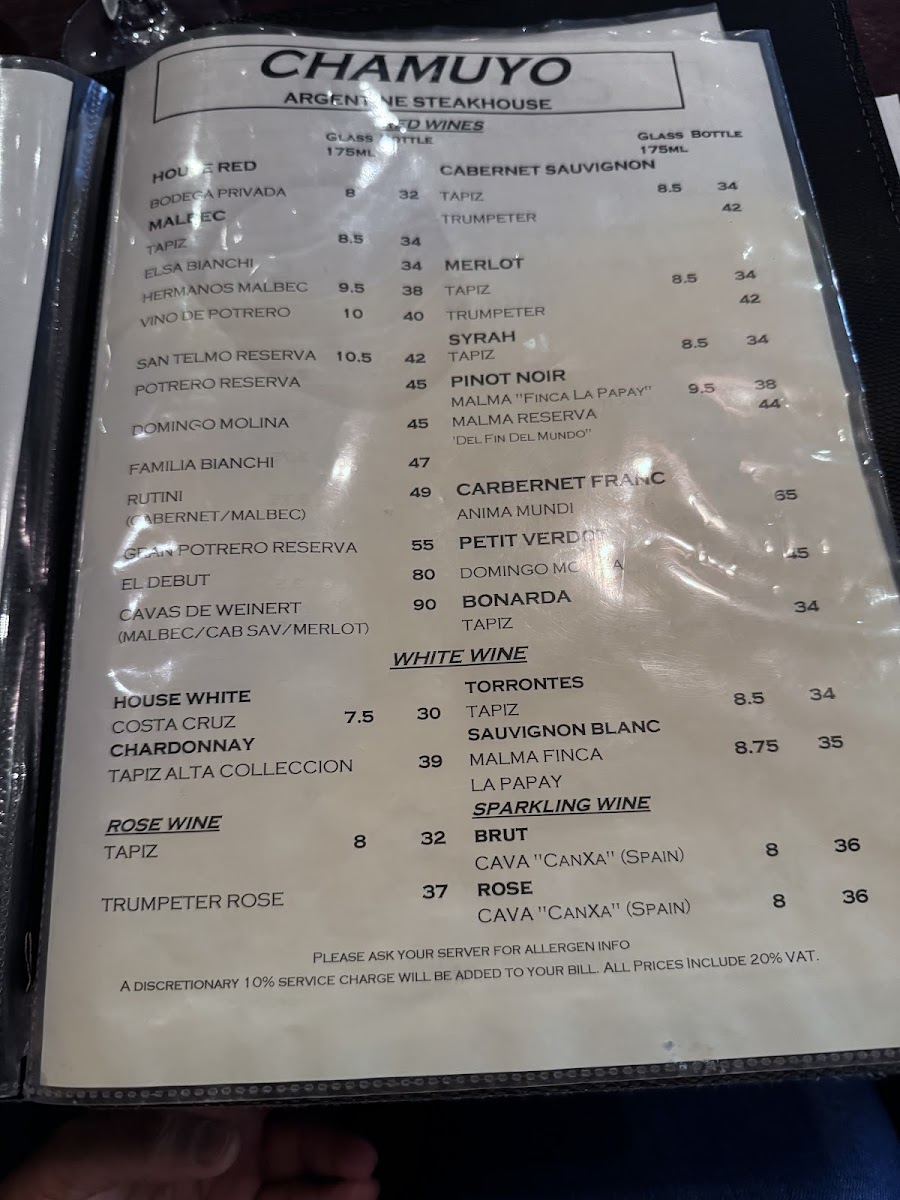 CHAMUYO
ARGENTINE STEAKHOUSE
RED WINES
GLASS BOTTLE
175ML
HOUSE RED
BODEGA PRIVADA 8 32
MALBEC
TAPIZ 8.5 34
ELSA BIANCHI 34
HERMANOS MALBEC 9.5 38
VINO DE POTRERO 10 40
SAN TELMO RESERVA 10.5 42
POTRERO RESERVA 45
DOMINGO MOLINA 45
FAMILIA BIANCHI 47
RUTINI 49
(CABERNET/MALBEC)
GRAN POTRERO RESERVA 55
EL DEBUT 80
CAVAS DE WEINERT 90
(MALBEC/CAB SAV/MERLOT)
GLASS BOTTLE
175ML
CABERNET SAUVIGNON
TAPIZ 8.5 34
TRUMPETER 42
MERLOT
TAPIZ 8.5 34
TRUMPETER 42
SYRAH
TAPIZ 8.5 34
PINOT NOIR
MALMA "FINCA LA PAPAY" 9.5 38
MALMA RESERVA 44
'DEL FIN DEL MUNDO"
CARBERNET FRANC
ANIMA MUNDI 65
PETIT VERDOT
DOMINGO MOLINA 45
BONARDA
TAPIZ 34
WHITE WINE
HOUSE WHITE
COSTA CRUZ 7.5 30
CHARDONNAY
TAPIZ ALTA COLLECCION 39
TORRONTES
TAPIZ 8.5 34
SAUVIGNON BLANC
MALMA FINCA 8.75 35
LA PAPAY
ROSE WINE
TAPIZ 8 32
TRUMPETER ROSE 37
SPARKLING WINE
BRUT
CAVA "CANXA" (SPAIN) 8 36
ROSE
CAVA "CANXA" (SPAIN) 8 36
PLEASE ASK YOUR SERVER FOR ALLERGEN INFO
A DISCRETIONARY 10% SERVICE CHARGE WILL BE ADDED TO YOUR BILL. ALL PRICES INCLUDE 20% VAT.